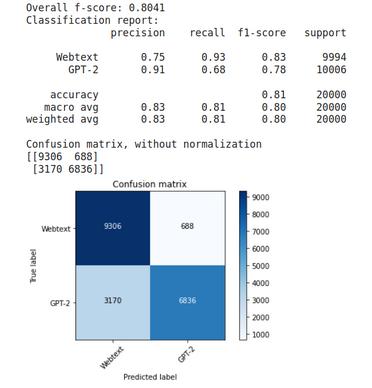 Overall f-score: 0.8041
Classification report:
precision recall f1-score support
Webtext 0.75 0.93 0.83 9994
GPT-2 0.91 0.68 0.78 10006
accuracy 0.81 20000
macro avg 0.83 0.81 0.80 20000
weighted avg 0.83 0.81 0.80 20000
Confusion matrix, without normalization
[[9306 688]
[3170 6836]]
Confusion matrix
9000
8000
7000
6000
5000
4000
3000
2000
1000
True label
Webtext 9306 688
GPT-2 3170 6836
Webtext GPT-2
Predicted label